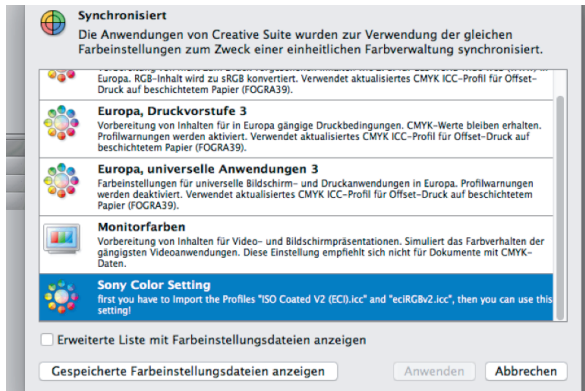 Synchronisiert
Die Anwendungen von Creative Suite wurden zur Verwendung der gleichen
Farbeinstellungen zum Zweck einer einheitlichen Farbverwaltung synchronisiert.
Europa. RGB-Inhalt wird zu sRGB konvertiert. Verwendet aktualisiertes CMYK ICC-Profil für Offset-
Druck auf beschichtetem Papier (FOGRA39).
Europa, Druckvorstufe 3
Vorbereitung von Inhalten für in Europa gängige Druckbedingungen. CMYK-Werte bleiben erhalten.
Profilwarnungen werden aktiviert. Verwendet aktualisiertes CMYK ICC-Profil für Offset-Druck auf
beschichtetem Papier (FOGRA39).
Europa, universelle Anwendungen 3
Farbeinstellungen für universelle Bildschirm- und Druckanwendungen in Europa. Profilwarnungen
werden deaktiviert. Verwendet aktualisiertes CMYK ICC-Profil für Offset-Druck auf beschichtetem
Papier (FOGRA39).
Monitorfarben
Vorbereitung von Inhalten für Video- und Bildschirmpräsentationen. Simuliert das Farbverhalten der
gängigsten Videoanwendungen. Diese Einstellung empfiehlt sich nicht für Dokumente mit CMYK-
Daten.
Sony Color Setting
first you have to Import the Profiles "ISO Coated V2 (ECI).icc" and "eciRGBv2.icc", then you can use this
setting!
Erweiterte Liste mit Farbeinstellungsdateien anzeigen
Gespeicherte Farbeinstellungsdateien anzeigen
Anwenden
Abbrechen